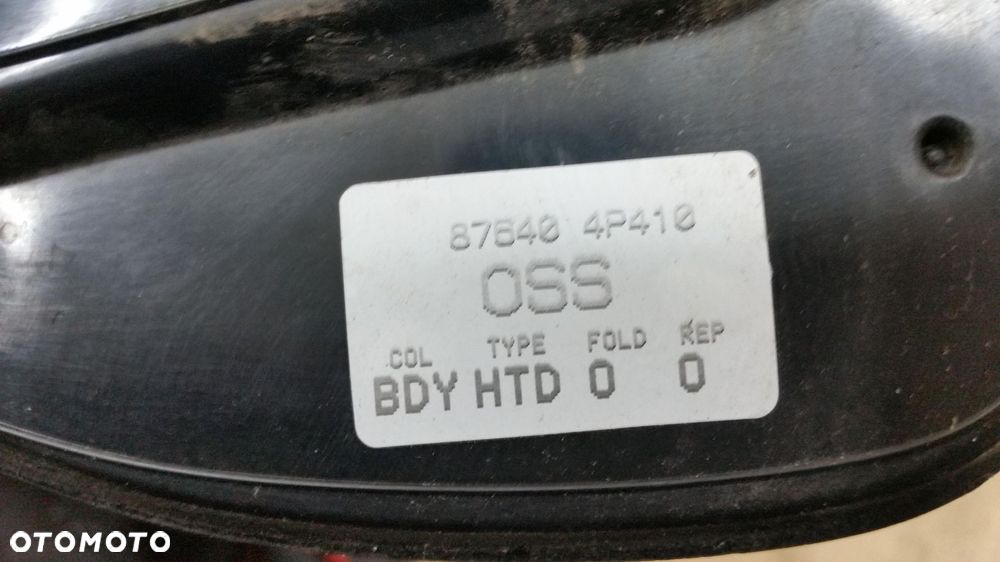 87640 4P410
OSS
COL TYPE FOLD REP
BDY HTD 0 0
OTOMOTO